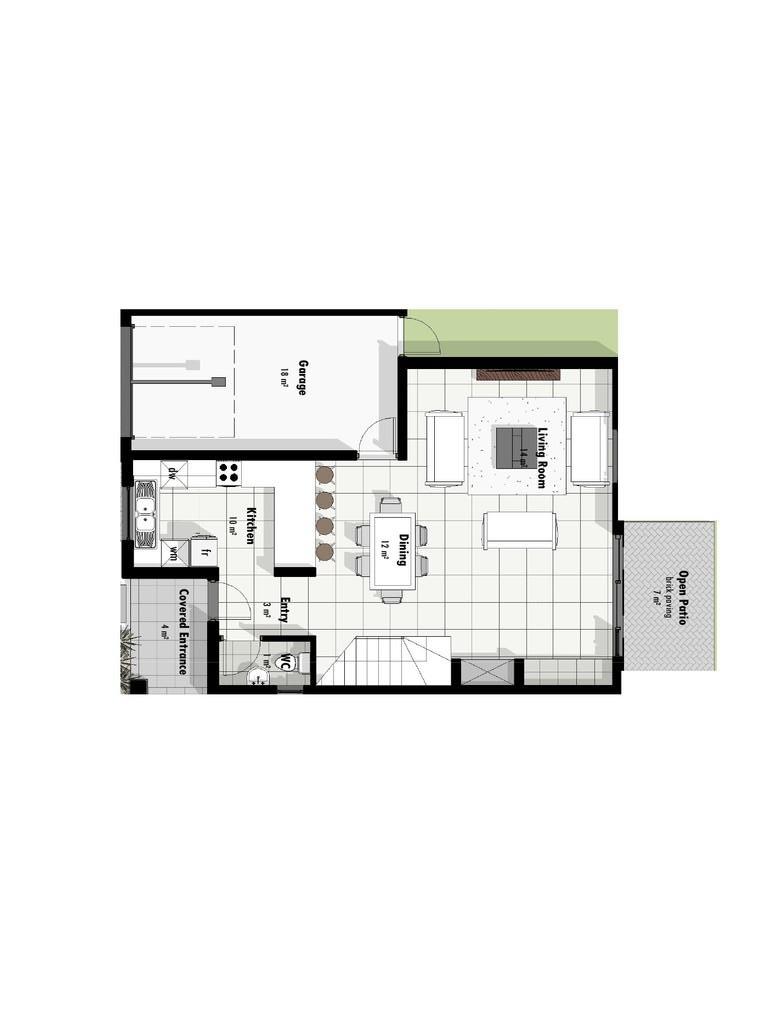 Garage
18 m²
Living Room
14 m²
dw
Kitchen
10 m²
wm
fr
Dining
12 m²
Open Patio
brick paving
7 m²
Entry
3 m²
Covered Entrance
4 m²
WC
1 m²